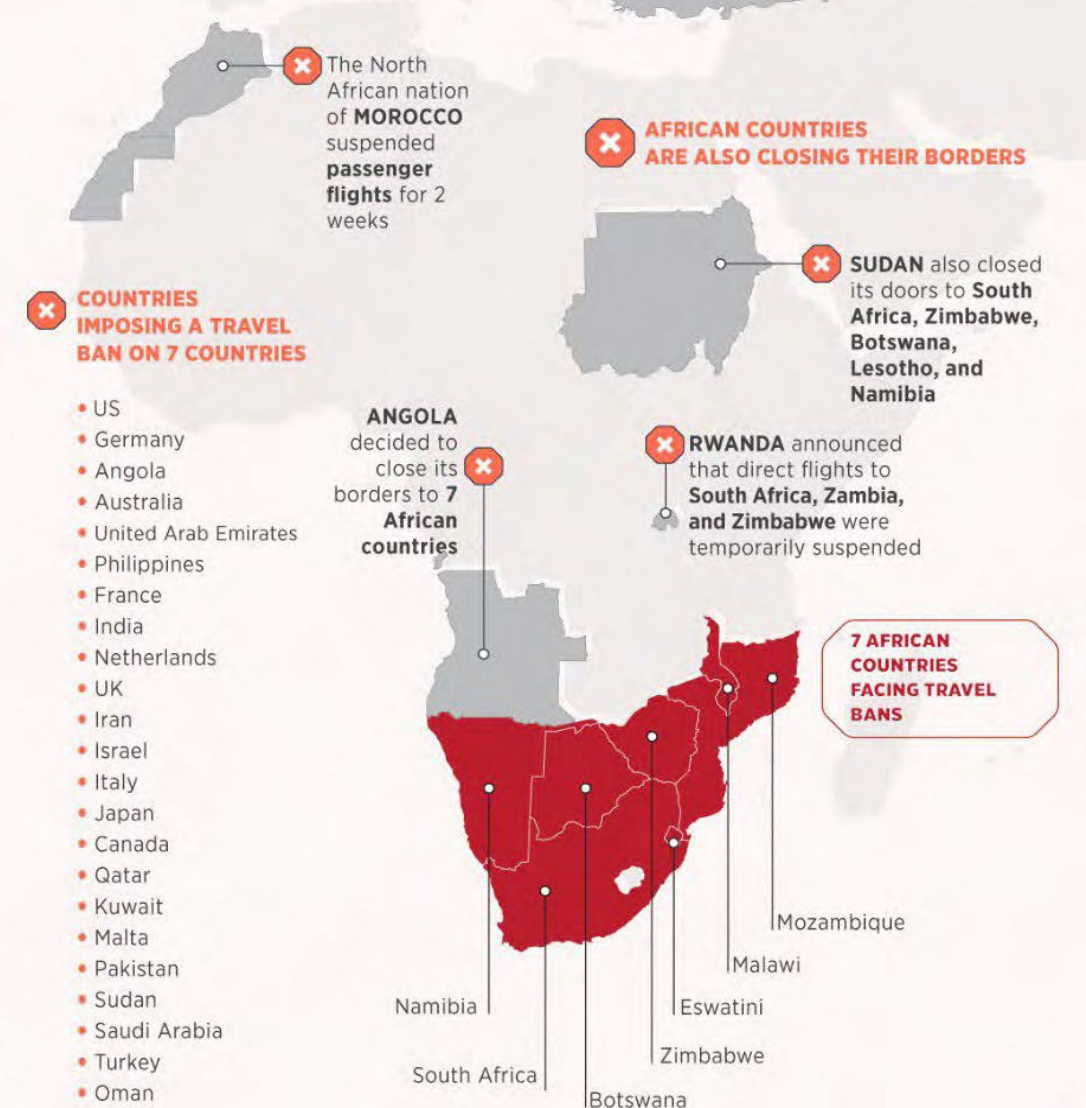 The North
African nation
of MOROCCO
suspended
passenger
flights for 2
weeks
AFRICAN COUNTRIES
ARE ALSO CLOSING THEIR BORDERS
SUDAN also closed
its doors to South
Africa, Zimbabwe,
Botswana,
Lesotho, and
Namibia
COUNTRIES
IMPOSING A TRAVEL
BAN ON 7 COUNTRIES
US
Germany
Angola
Australia
United Arab Emirates
Philippines
France
India
Netherlands
UK
Iran
Israel
Italy
Japan
Canada
Qatar
Kuwait
Malta
Pakistan
Sudan
Saudi Arabia
Turkey
Oman
ANGOLA
decided to
close its
borders to 7
African
countries
RWANDA announced
that direct flights to
South Africa, Zambia,
and Zimbabwe were
temporarily suspended
7 AFRICAN
COUNTRIES
FACING TRAVEL
BANS
Mozambique
Malawi
Namibia
Eswatini
Zimbabwe
South Africa
Botswana